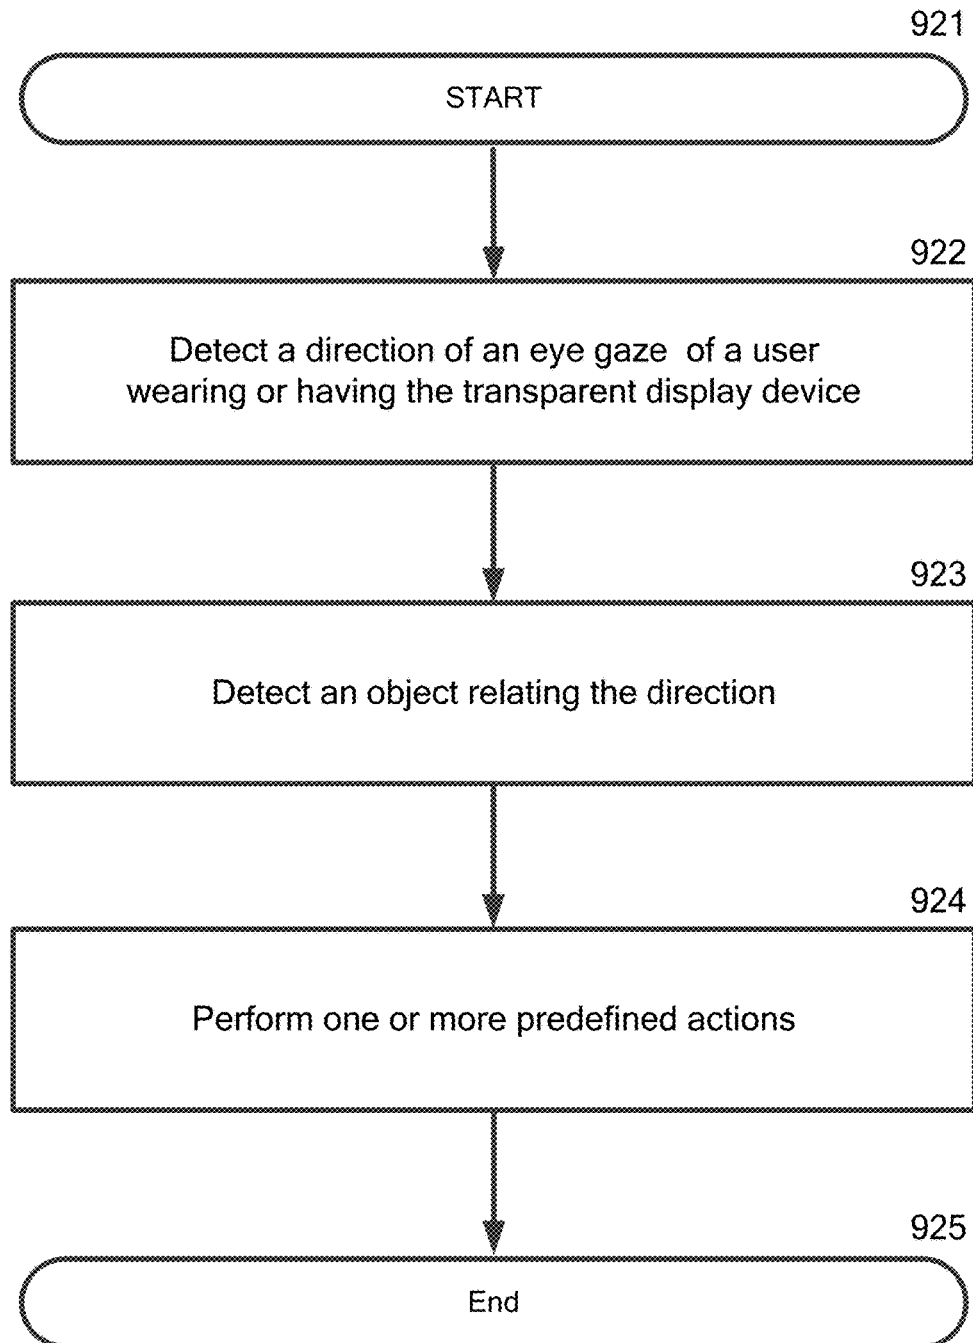 921
START
922
Detect a direction of an eye gaze of a user
wearing or having the transparent display device
923
Detect an object relating the direction
924
Perform one or more predefined actions
925
End